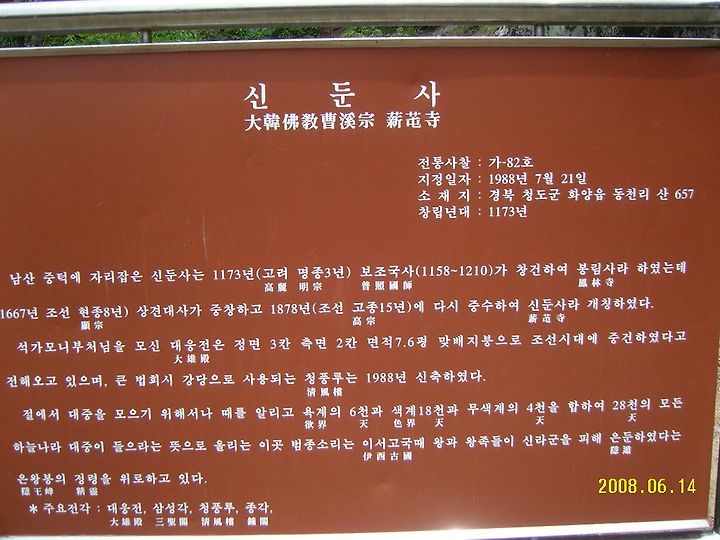 신 둔 사
大韓佛敎曹溪宗 薪芚寺
전통사찰 : 가-82호
지정일자 : 1988년 7월 21일
소 재 지 : 경북 청도군 화양읍 동천리 산 657
창립년대 : 1173년
남산 중턱에 자리잡은 신둔사는 1173년(고려 명종3년) 보조국사(1158~1210)가 창건하여 봉림사라 하였는데
高麗 明宗 普照國師 鳳林寺
1667년 조선 현종8년) 상견대사가 중창하고 1878년(조선 고종15년)에 다시 중수하여 신둔사라 개칭하였다.
顯宗 高宗 薪芚寺
석가모니부처님을 모신 대웅전은 정면 3칸 측면 2칸 면적7.6평 맞배지붕으로 조선시대에 중건하였다고
大雄殿
전해오고 있으며, 큰 법회시 강당으로 사용되는 청풍루는 1988년 신축하였다.
清風樓
절에서 대중을 모으기 위해서나 때를 알리고 욕계의 6천과 색계18천과 무색계의 4천을 합하여 28천의 모든
欲界 天 色界 天 天 天
하늘나라 대중이 들으라는 뜻으로 울리는 이곳 범종소리는 이서고국때 왕과 왕족들이 신라군을 피해 은둔하였다는
伊西古國 隱遁
은왕봉의 정령을 위로하고 있다.
隱王峰 精靈
* 주요전각 : 대웅전, 삼성각, 청풍루, 종각,
大雄殿 三聖閣 清風樓 鐘閣
2008.06.14